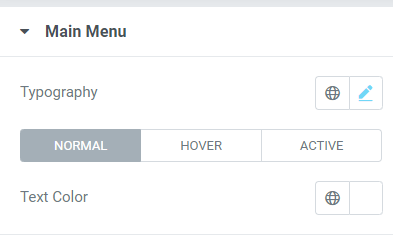 Main Menu
Typography
NORMAL HOVER ACTIVE
Text Color